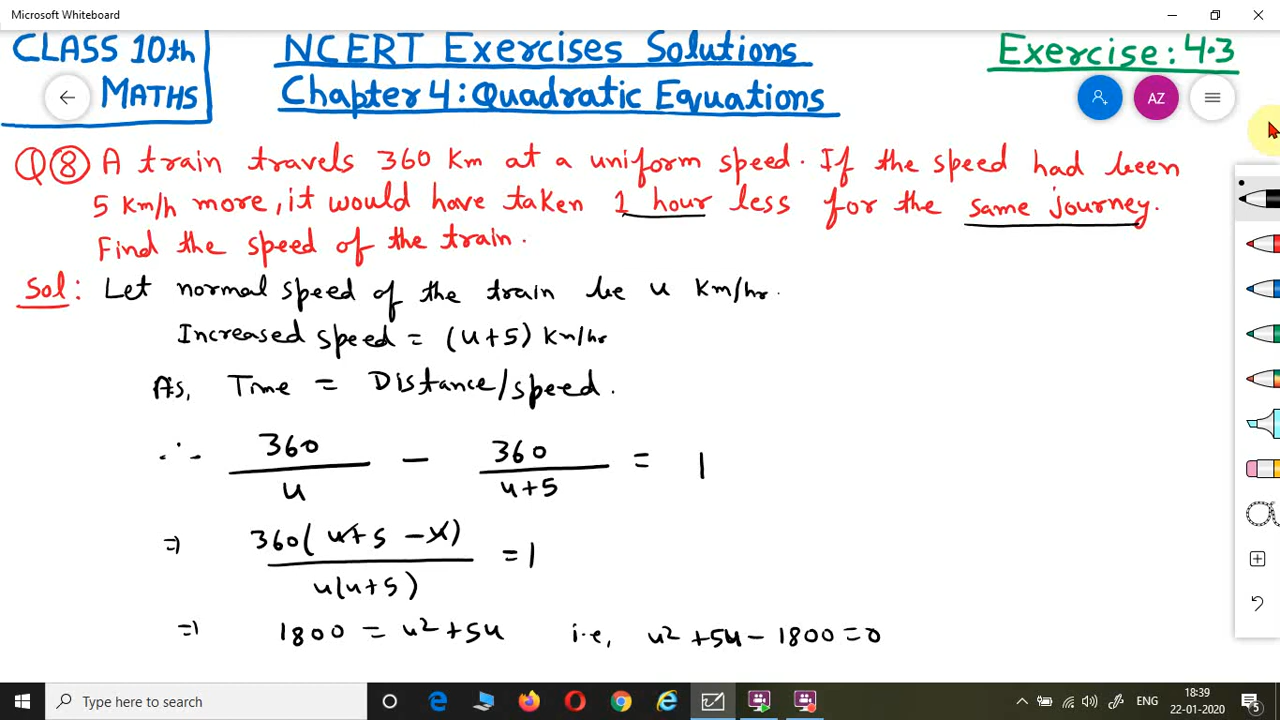 Microsoft Whiteboard
CLASS 10th
MATHS
NCERT Exercises Solutions
Chapter 4: Quadratic Equations
Exercise: 4.3
AZ
Q 8 A train travels 360 Km at a uniform speed. If the speed had been
5 Km/h more, it would have taken 1 hour less for the same journey.
Find the speed of the train.
Sol: Let normal speed of the train be u Km/hr.
Increased speed = (u+5) Km/hr
As, Time = Distance/speed.
∴ 360/u - 360/u+5 = 1
⇒ 360(u+5-u)/u(u+5) = 1
⇒ 1800 = u²+5u i.e, u²+5u-1800=0
Type here to search
ENG
18:39
22-01-2020
5